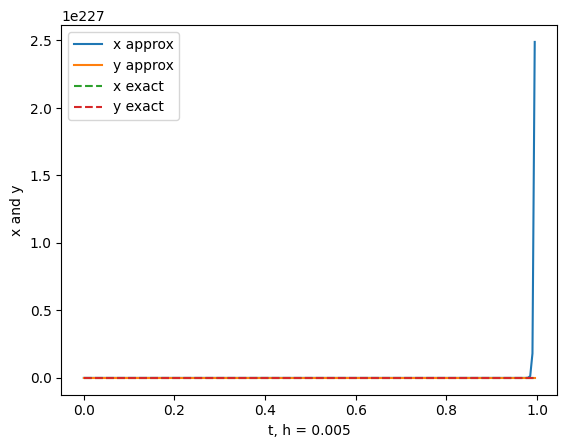 1e227
2.5
2.0
1.5
1.0
0.5
0.0
x and y
x approx
y approx
x exact
y exact
0.0 0.2 0.4 0.6 0.8 1.0
t, h = 0.005